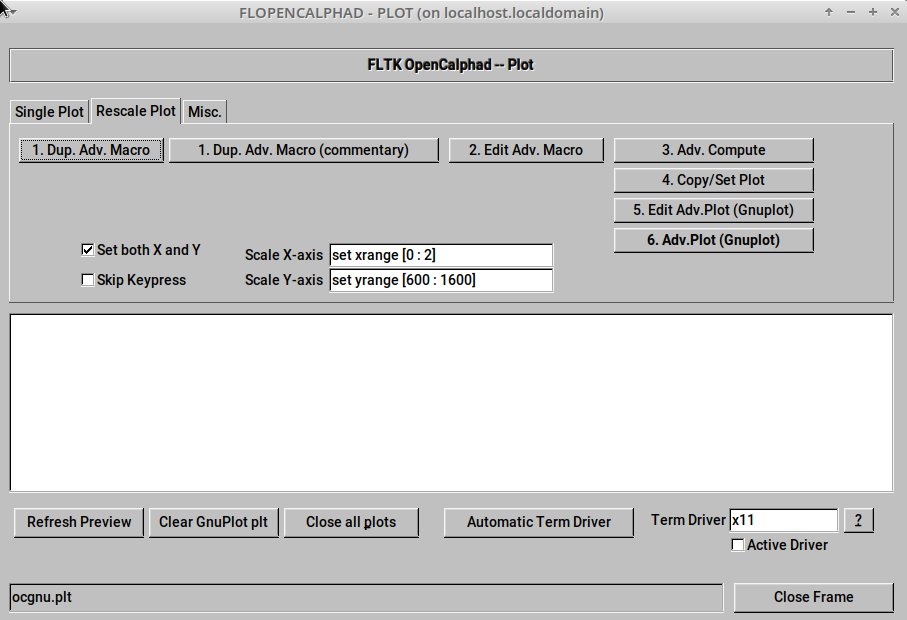 FLOPENCALPHAD - PLOT (on localhost.localdomain)
FLTK OpenCalphad -- Plot
Single Plot Rescale Plot Misc.
1. Dup. Adv. Macro 1. Dup. Adv. Macro (commentary) 2. Edit Adv. Macro 3. Adv. Compute
4. Copy/Set Plot
5. Edit Adv.Plot (Gnuplot)
6. Adv.Plot (Gnuplot)
Set both X and Y Scale X-axis set xrange [0 : 2]
Skip Keypress Scale Y-axis set yrange [600 : 1600]
Refresh Preview Clear GnuPlot plt Close all plots Automatic Term Driver Term Driver x11 ?
Active Driver
ocgnu.plt Close Frame